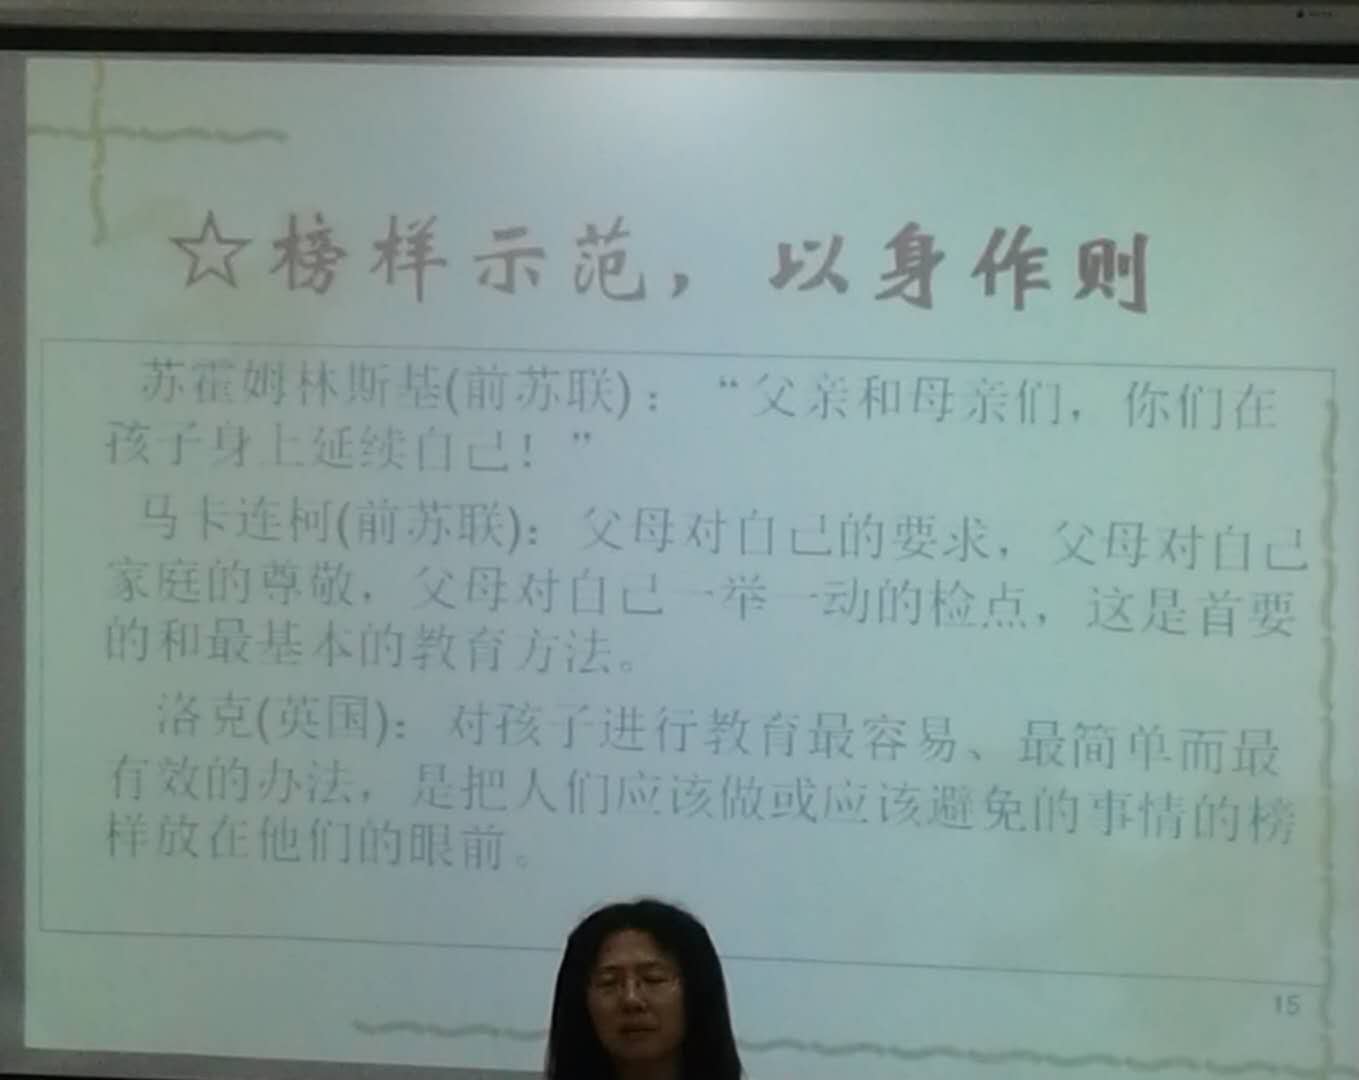 ☆榜样示范，以身作则
苏霍姆林斯基(前苏联)：“父亲和母亲们，你们在
孩子身上延续自己！”
马卡连柯(前苏联)：父母对自己的要求，父母对自己
家庭的尊敬，父母对自己一举一动的检点，这是首要
的和最基本的教育方法。
洛克(英国)：对孩子进行教育最容易、最简单而最
有效的办法，是把人们应该做或应该避免的事情的榜
样放在他们的眼前。
15